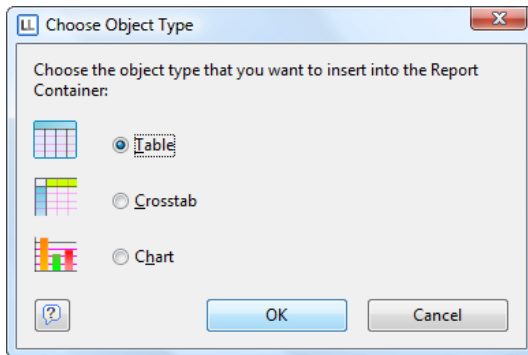 LL Choose Object Type
Choose the object type that you want to insert into the Report
Container:
Table
Crosstab
Chart
? OK Cancel